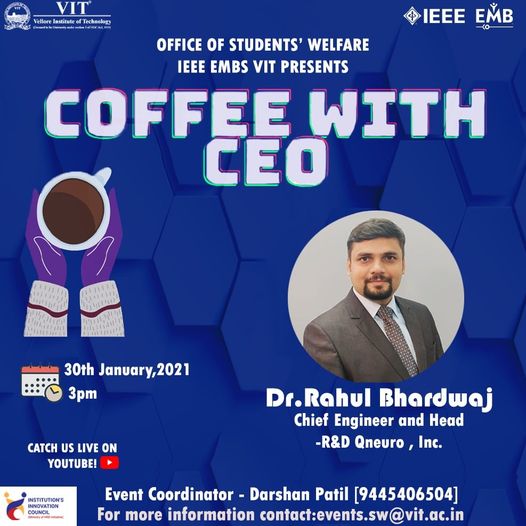 VIT®
Vellore Institute of Technology
IEEE EMB
OFFICE OF STUDENTS' WELFARE
IEEE EMBS VIT PRESENTS
COFFEE WITH
CEO
30th January,2021
3pm
Dr.Rahul Bhardwaj
Chief Engineer and Head
-R&D Qneuro , Inc.
CATCH US LIVE ON
YOUTUBE!
INSTITUTION'S
INNOVATION
COUNCIL
Event Coordinator - Darshan Patil [9445406504]
For more information contact:events.sw@vit.ac.in